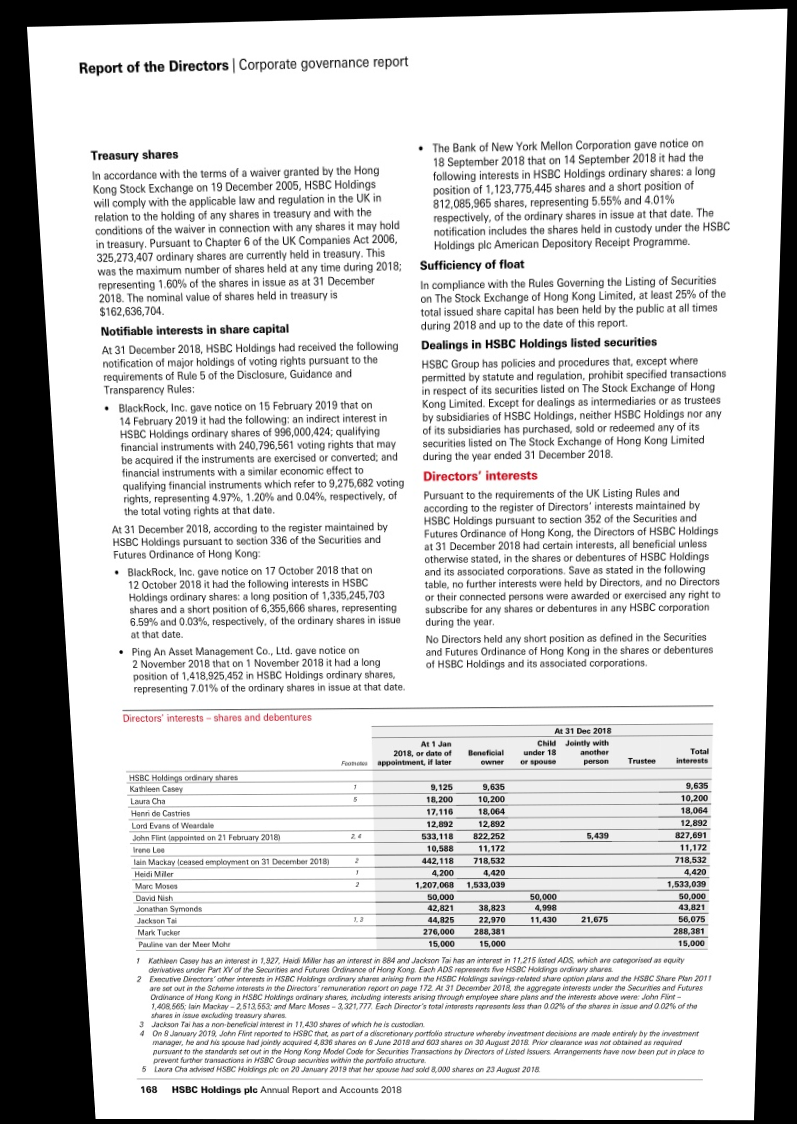 Report of the Directors | Corporate governance report
Treasury shares
In accordance with the terms of a waiver granted by the Hong
Kong Stock Exchange on 19 December 2005, HSBC Holdings
will comply with the applicable law and regulation in the UK in
relation to the holding of any shares in treasury and with the
conditions of the waiver in connection with any shares it may hold
in treasury. Pursuant to Chapter 6 of the UK Companies Act 2006,
325,273,407 ordinary shares are currently held in treasury. This
was the maximum number of shares held at any time during 2018;
representing 1.60% of the shares in issue as at 31 December
2018. The nominal value of shares held in treasury is
$162,636,704.
Notifiable interests in share capital
At 31 December 2018, HSBC Holdings had received the following
notification of major holdings of voting rights pursuant to the
requirements of Rule 5 of the Disclosure, Guidance and
Transparency Rules:
• BlackRock, Inc. gave notice on 15 February 2019 that on
14 February 2019 it had the following: an indirect interest in
HSBC Holdings ordinary shares of 996,000,424; qualifying
financial instruments with 240,796,561 voting rights that may
be acquired if the instruments are exercised or converted; and
financial instruments with a similar economic effect to
qualifying financial instruments which refer to 9,275,682 voting
rights, representing 4.97%, 1.20% and 0.04%, respectively, of
the total voting rights at that date.
At 31 December 2018, according to the register maintained by
HSBC Holdings pursuant to section 336 of the Securities and
Futures Ordinance of Hong Kong:
• BlackRock, Inc. gave notice on 17 October 2018 that on
12 October 2018 it had the following interests in HSBC
Holdings ordinary shares: a long position of 1,335,245,703
shares and a short position of 6,355,666 shares, representing
6.59% and 0.03%, respectively, of the ordinary shares in issue
at that date.
• Ping An Asset Management Co., Ltd. gave notice on
2 November 2018 that on 1 November 2018 it had a long
position of 1,418,925,452 in HSBC Holdings ordinary shares,
representing 7.01% of the ordinary shares in issue at that date.
• The Bank of New York Mellon Corporation gave notice on
18 September 2018 that on 14 September 2018 it had the
following interests in HSBC Holdings ordinary shares: a long
position of 1,123,775,445 shares and a short position of
812,085,965 shares, representing 5.55% and 4.01%
respectively, of the ordinary shares in issue at that date. The
notification includes the shares held in custody under the HSBC
Holdings plc American Depository Receipt Programme.
Sufficiency of float
In compliance with the Rules Governing the Listing of Securities
on The Stock Exchange of Hong Kong Limited, at least 25% of the
total issued share capital has been held by the public at all times
during 2018 and up to the date of this report.
Dealings in HSBC Holdings listed securities
HSBC Group has policies and procedures that, except where
permitted by statute and regulation, prohibit specified transactions
in respect of its securities listed on The Stock Exchange of Hong
Kong Limited. Except for dealings as intermediaries or as trustees
by subsidiaries of HSBC Holdings, neither HSBC Holdings nor any
of its subsidiaries has purchased, sold or redeemed any of its
securities listed on The Stock Exchange of Hong Kong Limited
during the year ended 31 December 2018.
Directors' interests
Pursuant to the requirements of the UK Listing Rules and
according to the register of Directors' interests maintained by
HSBC Holdings pursuant to section 352 of the Securities and
Futures Ordinance of Hong Kong, the Directors of HSBC Holdings
at 31 December 2018 had certain interests, all beneficial unless
otherwise stated, in the shares or debentures of HSBC Holdings
and its associated corporations. Save as stated in the following
table, no further interests were held by Directors, and no Directors
or their connected persons were awarded or exercised any right to
subscribe for any shares or debentures in any HSBC corporation
during the year.
No Directors held any short position as defined in the Securities
and Futures Ordinance of Hong Kong in the shares or debentures
of HSBC Holdings and its associated corporations.
Directors' interests – shares and debentures
At 31 Dec 2018
Footnotes At 1 Jan 2018, or date of appointment, if later Beneficial owner Child under 18 or spouse Jointly with another person Trustee Total interests
HSBC Holdings ordinary shares
Kathleen Casey 1 9,125 9,635 9,635
Laura Cha 5 18,200 10,200 10,200
Henri de Castries 17,116 18,064 18,064
Lord Evans of Weardale 12,892 12,892 12,892
John Flint (appointed on 21 February 2018) 2, 4 533,118 822,252 5,439 827,691
Irene Lee 10,588 11,172 11,172
Iain Mackay (ceased employment on 31 December 2018) 2 442,118 718,532 718,532
Heidi Miller 1 4,200 4,420 4,420
Marc Moses 2 1,207,068 1,533,039 1,533,039
David Nish 50,000 50,000 50,000
Jonathan Symonds 42,821 38,823 4,998 43,821
Jackson Tai 1, 3 44,825 22,970 11,430 21,675 56,075
Mark Tucker 276,000 288,381 288,381
Pauline van der Meer Mohr 15,000 15,000 15,000
1 Kathleen Casey has an interest in 1,927, Heidi Miller has an interest in 884 and Jackson Tai has an interest in 11,215 listed ADS, which are categorised as equity
derivatives under Part XV of the Securities and Futures Ordinance of Hong Kong. Each ADS represents five HSBC Holdings ordinary shares.
2 Executive Directors' other interests in HSBC Holdings ordinary shares arising from the HSBC Holdings savings-related share option plans and the HSBC Share Plan 2011
are set out in the Scheme interests in the Directors' remuneration report on page 172. At 31 December 2018, the aggregate interests under the Securities and Futures
Ordinance of Hong Kong in HSBC Holdings ordinary shares, including interests arising through employee share plans and the interests above were: John Flint –
1,408,565; Iain Mackay – 2,513,553; and Marc Moses – 3,321,777. Each Director's total interests represents less than 0.02% of the shares in issue and 0.02% of the
shares in issue excluding treasury shares.
3 Jackson Tai has a non-beneficial interest in 11,430 shares of which he is custodian.
4 On 8 January 2019, John Flint reported to HSBC that, as part of a discretionary portfolio structure whereby investment decisions are made entirely by the investment
manager, he and his spouse had jointly acquired 4,836 shares on 6 June 2018 and 603 shares on 30 August 2018. Prior clearance was not obtained as required
pursuant to the standards set out in the Hong Kong Model Code for Securities Transactions by Directors of Listed Issuers. Arrangements have now been put in place to
prevent further transactions in HSBC Group securities within the portfolio structure.
5 Laura Cha advised HSBC Holdings plc on 20 January 2019 that her spouse had sold 8,000 shares on 23 August 2018.
168 HSBC Holdings plc Annual Report and Accounts 2018